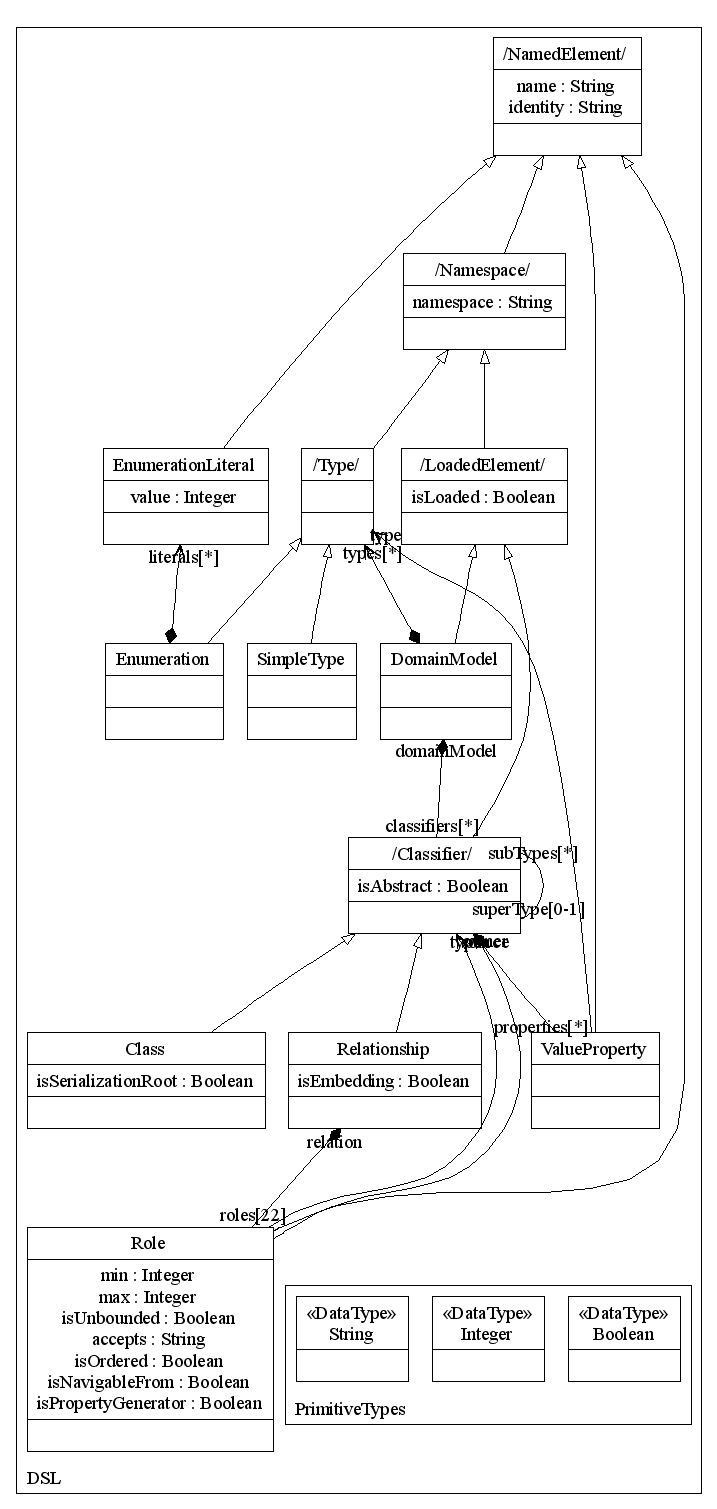 /NamedElement/
name : String
identity : String
/Namespace/
namespace : String
EnumerationLiteral
value : Integer
/Type/
/LoadedElement/
isLoaded : Boolean
type
literals[*]
types[*]
Enumeration
SimpleType
DomainModel
domainModel
classifiers[*]
/Classifier/
isAbstract : Boolean
subTypes[*]
superType[0-1]
properties[*]
Class
isSerializationRoot : Boolean
Relationship
isEmbedding : Boolean
ValueProperty
relation
roles[22]
Role
min : Integer
max : Integer
isUnbounded : Boolean
accepts : String
isOrdered : Boolean
isNavigableFrom : Boolean
isPropertyGenerator : Boolean
«DataType»
String
«DataType»
Integer
«DataType»
Boolean
PrimitiveTypes
DSL